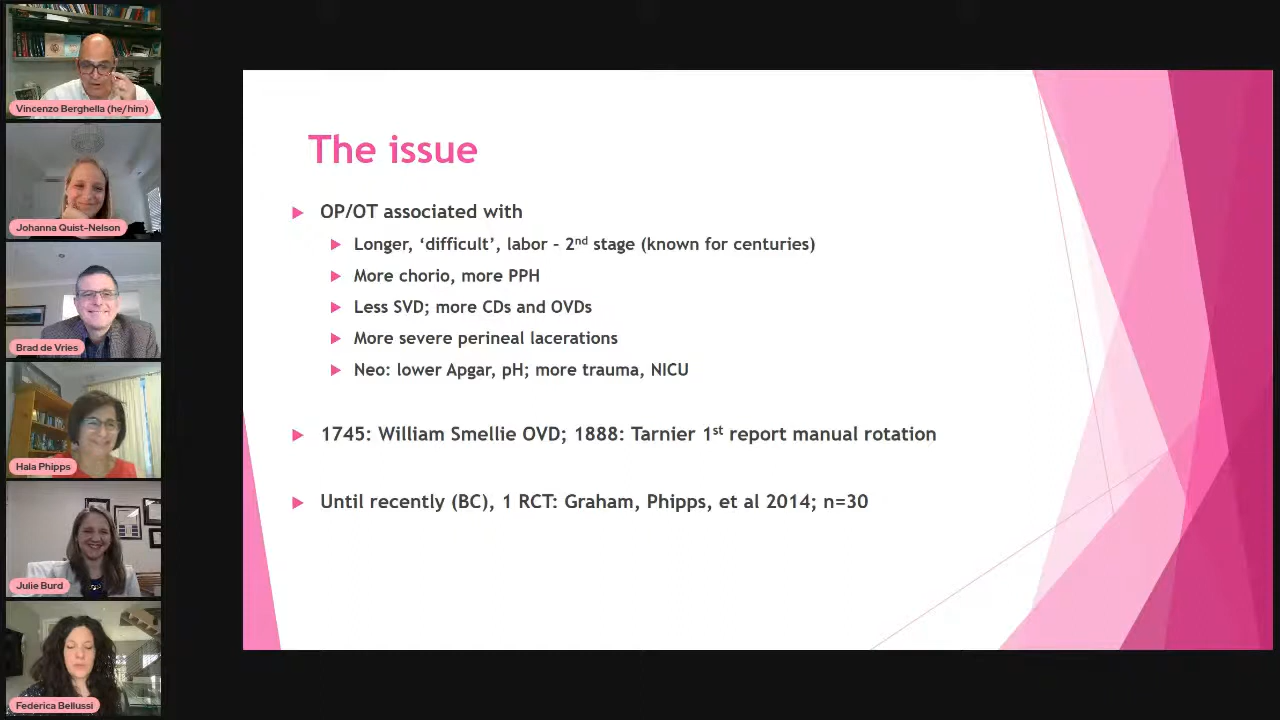 Vincenzo Berghella (he/him)
Johanna Quist-Nelson
Brad de Vries
Hala Phipps
Julie Burd
Federica Bellussi
The issue
OP/OT associated with
Longer, ‘difficult’, labor – 2nd stage (known for centuries)
More chorio, more PPH
Less SVD; more CDs and OVDs
More severe perineal lacerations
Neo: lower Apgar, pH; more trauma, NICU
1745: William Smellie OVD; 1888: Tarnier 1st report manual rotation
Until recently (BC), 1 RCT: Graham, Phipps, et al 2014; n=30